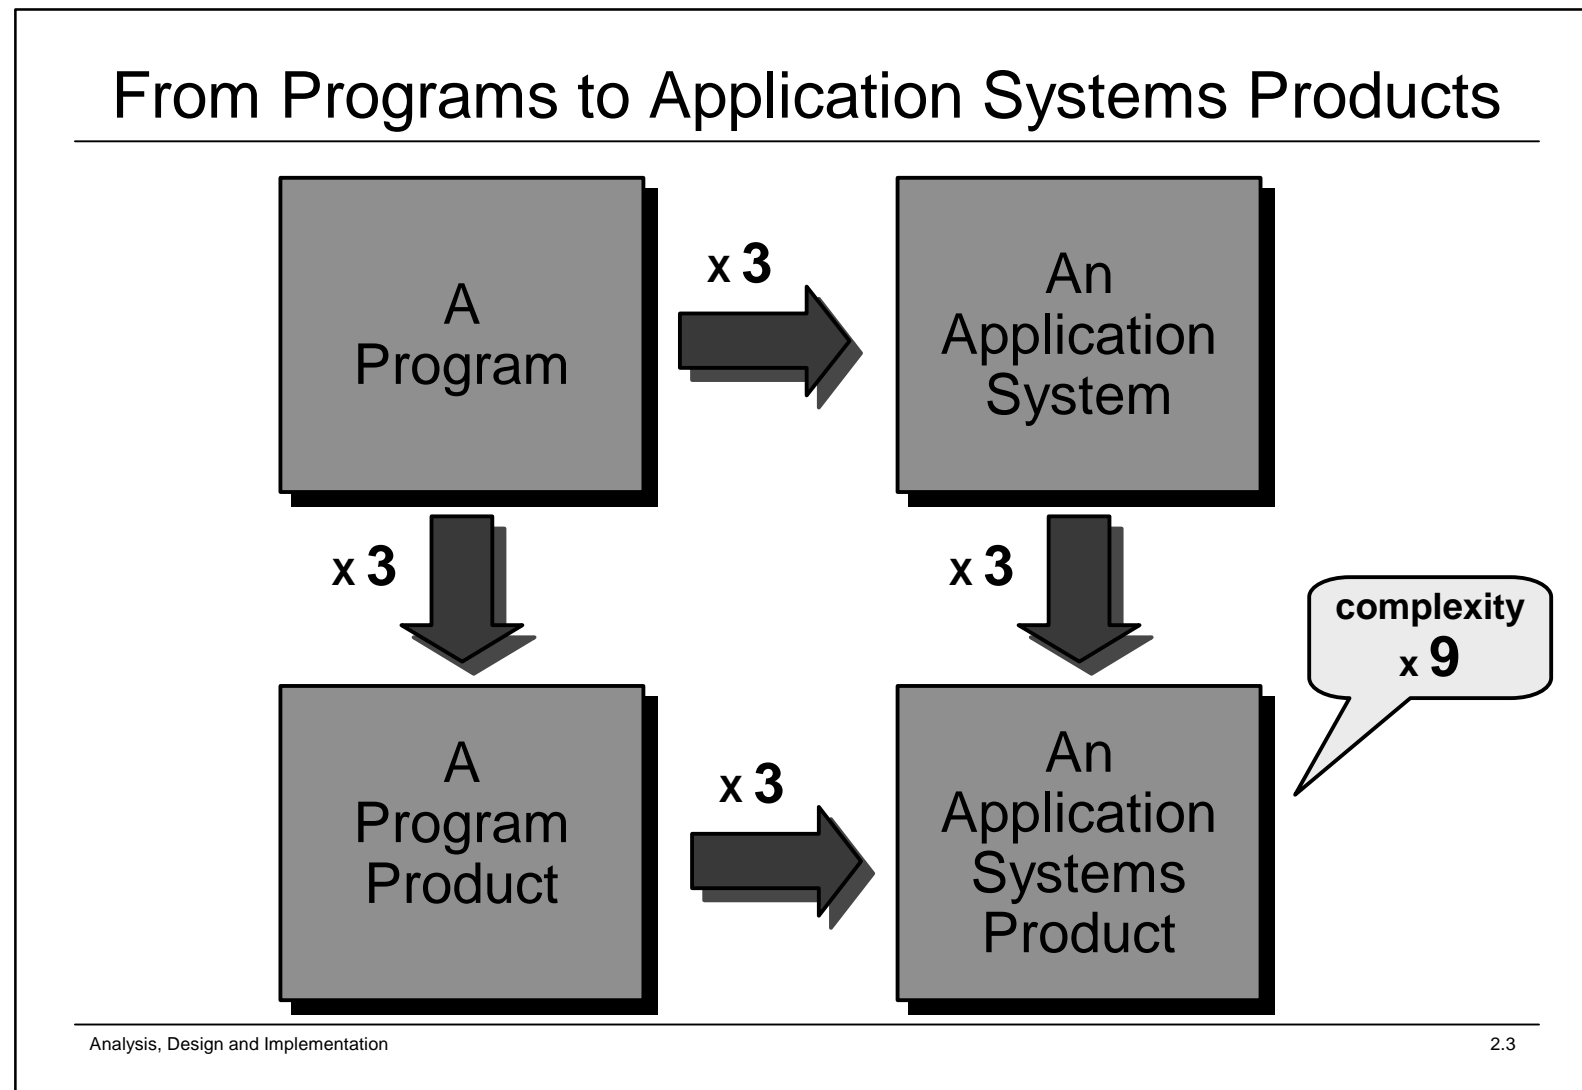 From Programs to Application Systems Products
A
Program
x 3
An
Application
System
x 3
x 3
complexity
x 9
A
Program
Product
x 3
An
Application
Systems
Product
Analysis, Design and Implementation
2.3